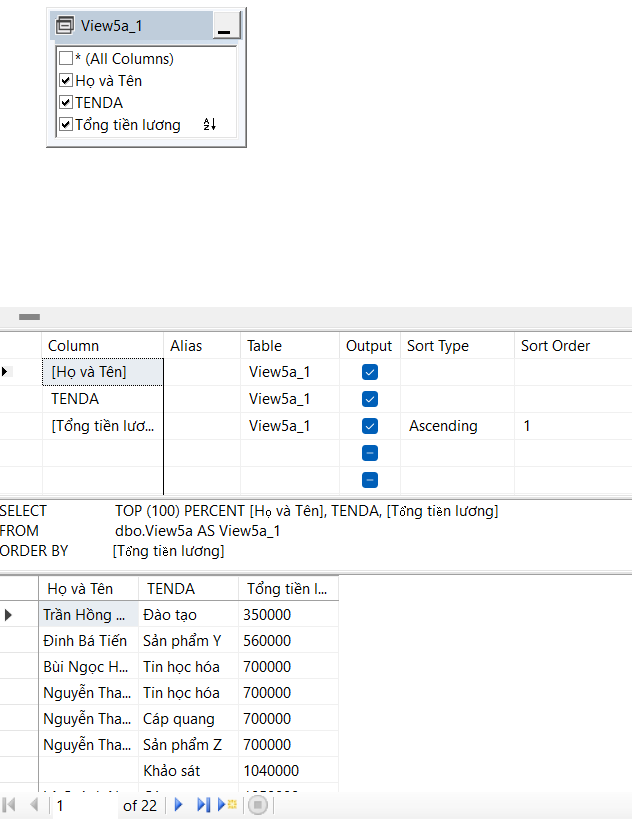 View5a_1
* (All Columns)
Họ và Tên
TENDA
Tổng tiền lương
Column Alias Table Output Sort Type Sort Order
[Họ và Tên] View5a_1
TENDA View5a_1
[Tổng tiền lươ... View5a_1 Ascending 1
SELECT TOP (100) PERCENT [Họ và Tên], TENDA, [Tổng tiền lương]
FROM dbo.View5a AS View5a_1
ORDER BY [Tổng tiền lương]
Họ và Tên TENDA Tổng tiền l...
Trần Hồng ... Đào tạo 350000
Đinh Bá Tiến Sản phẩm Y 560000
Bùi Ngọc H... Tin học hóa 700000
Nguyễn Tha... Tin học hóa 700000
Nguyễn Tha... Cáp quang 700000
Nguyễn Tha... Sản phẩm Z 700000
Khảo sát 1040000
1 of 22